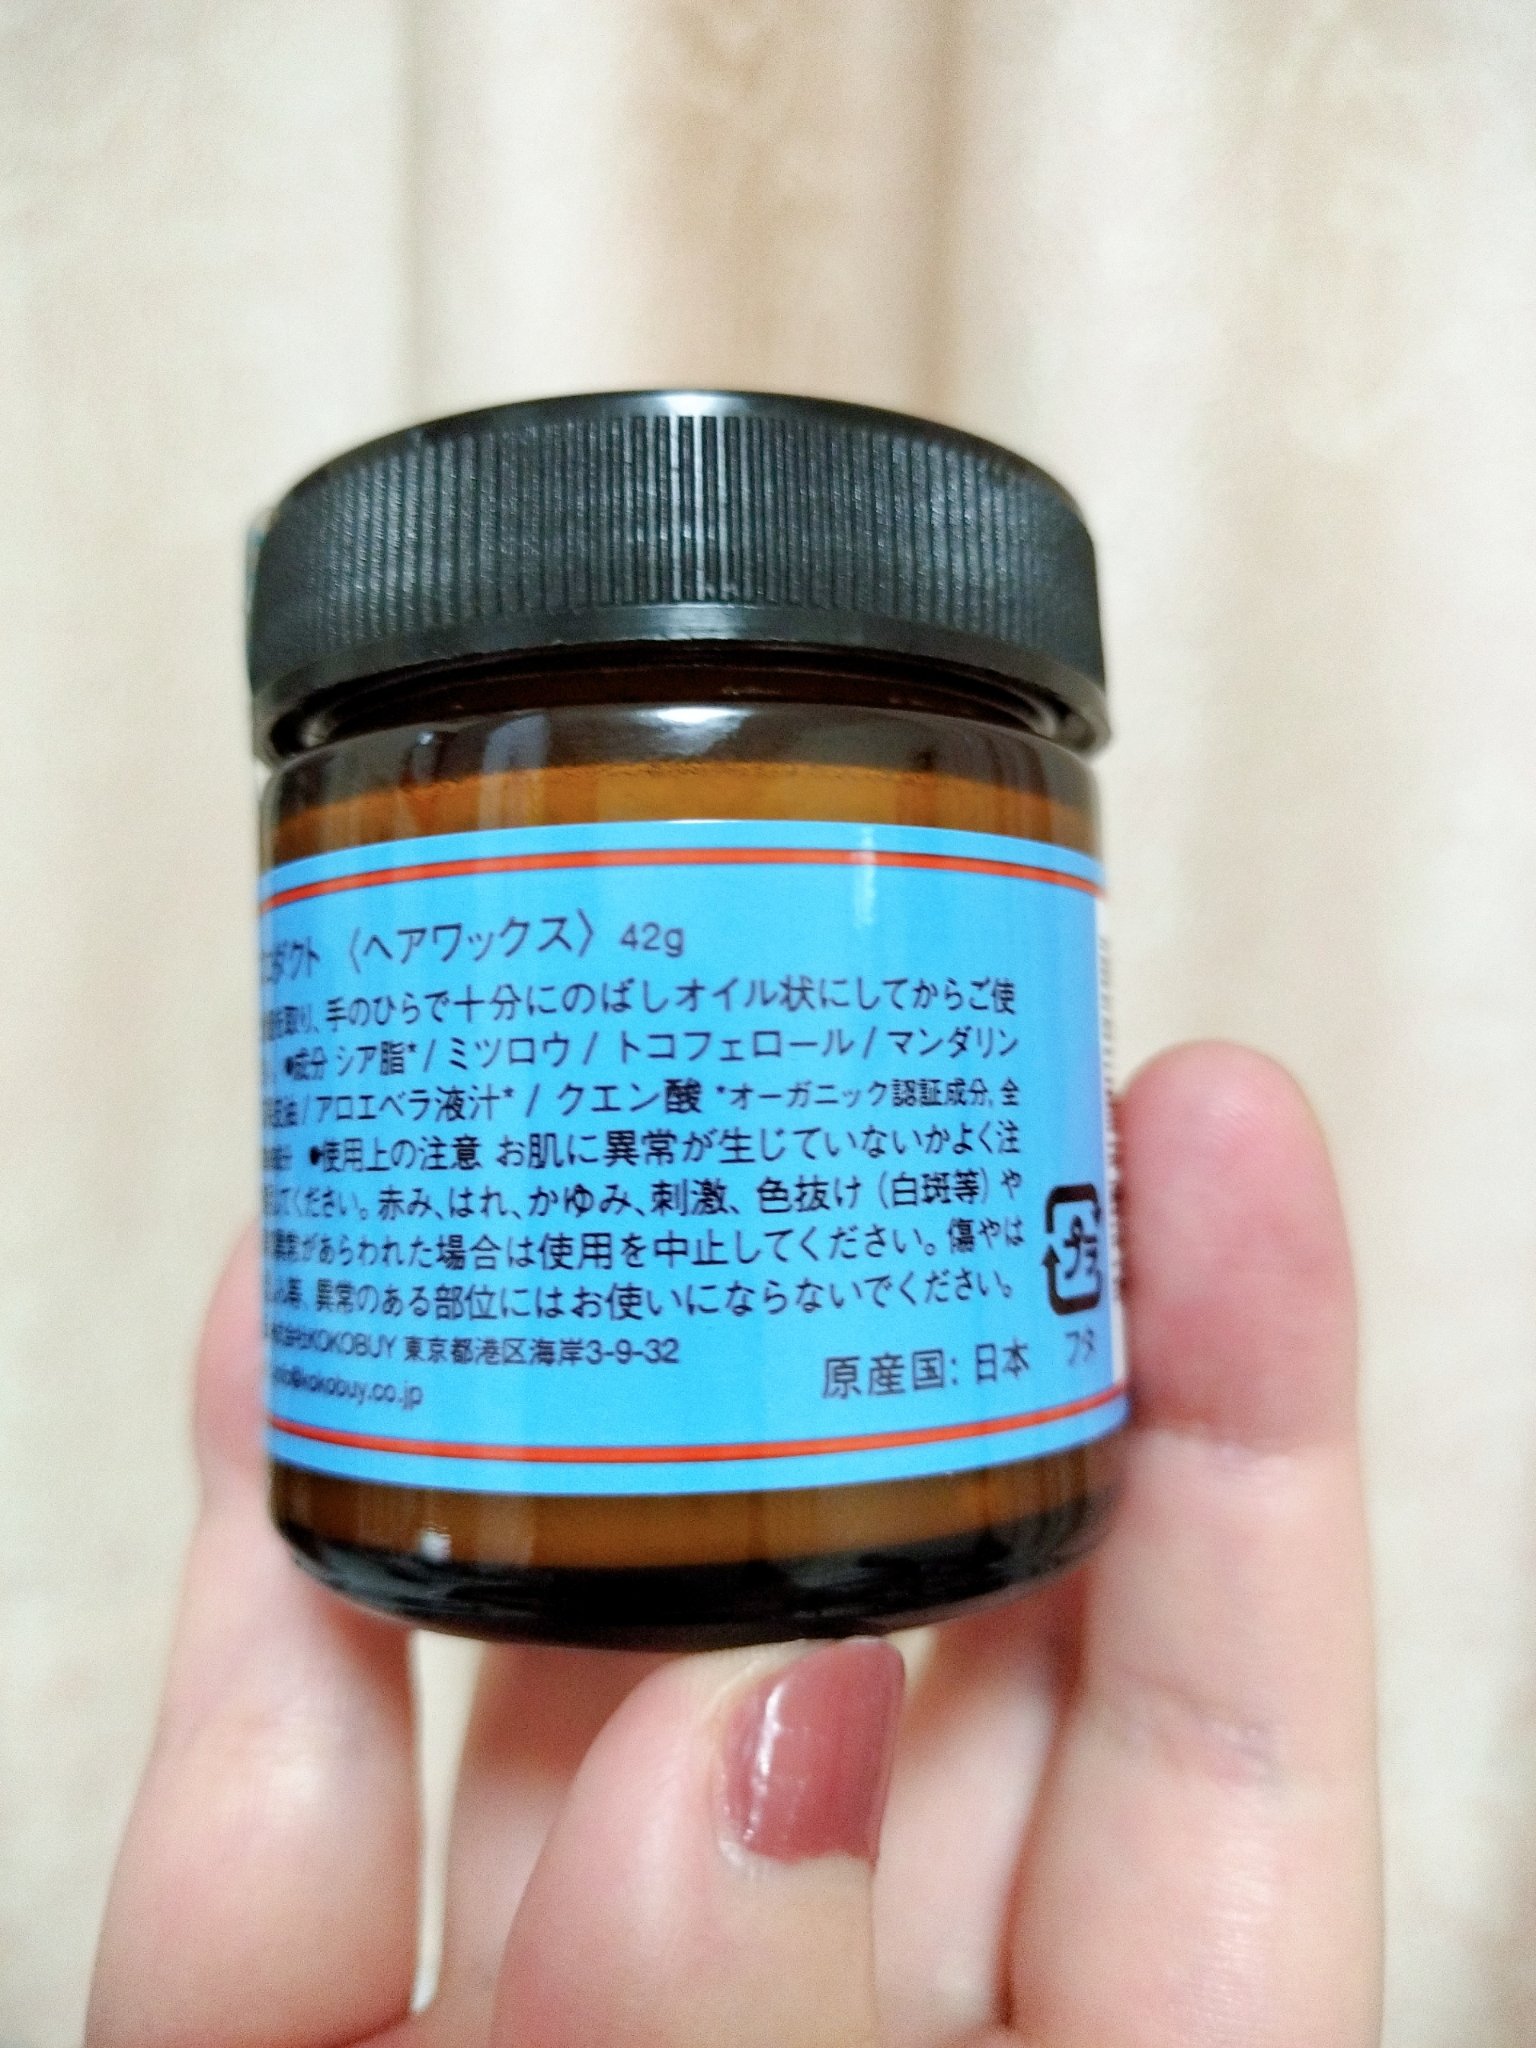 ダクト 〈ヘアワックス〉 42g
取り、手のひらで十分にのばしオイル状にしてからご使
●成分 シア脂*/ミツロウ/トコフェロール/マンダリン
油/アロエベラ液汁*/クエン酸 *オーガニック認証成分,全
汁 ●使用上の注意 お肌に異常が生じていないかよく注
してください。赤み、はれ、かゆみ、刺激、色抜け（白斑等）や
異常があらわれた場合は使用を中止してください。傷やは
異常のある部位にはお使いにならないでください。
KOKOBUY 東京都港区海岸3-9-32
kokobuy.co.jp
原産国:日本
プラ
フタ